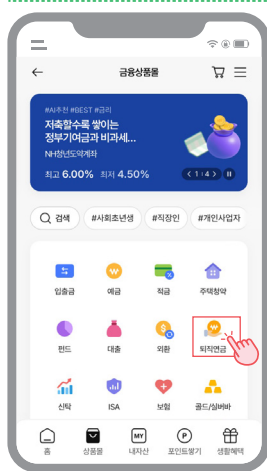 금융상품몰
#AI추천 #BEST #금리
저축할수록 쌓이는
정부기여금과 비과세...
NH청년도약계좌
최고 6.00% 최저 4.50%
< 1 | 4 >
검색 #사회초년생 #직장인 #개인사업자
입출금 예금 적금 주택청약
펀드 대출 외환 퇴직연금
신탁 ISA 보험 골드/실버바
MY P
홈 상품몰 내자산 포인트쌓기 생활혜택